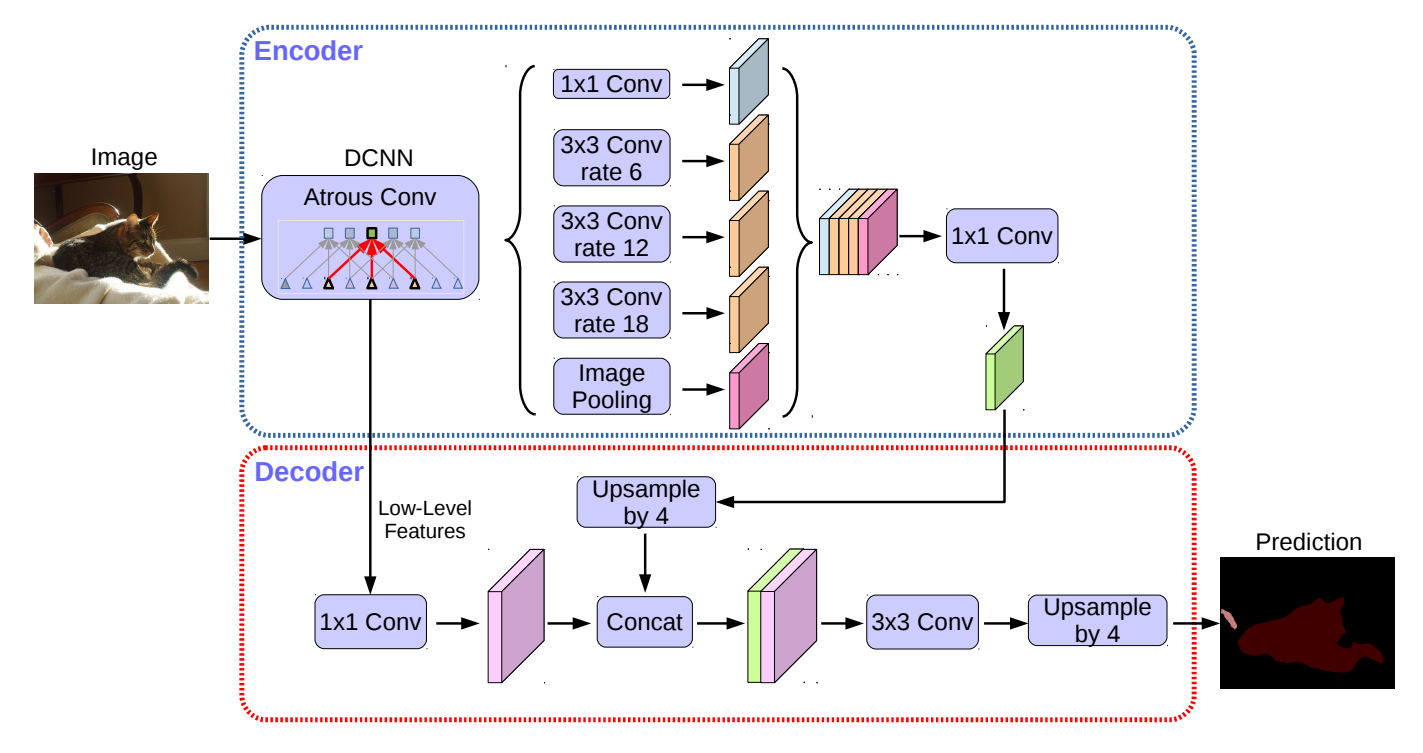 Encoder
Image
DCNN
Atrous Conv
1x1 Conv
3x3 Conv
rate 6
3x3 Conv
rate 12
3x3 Conv
rate 18
Image
Pooling
1x1 Conv
Decoder
Low-Level
Features
Upsample
by 4
1x1 Conv
Concat
3x3 Conv
Upsample
by 4
Prediction